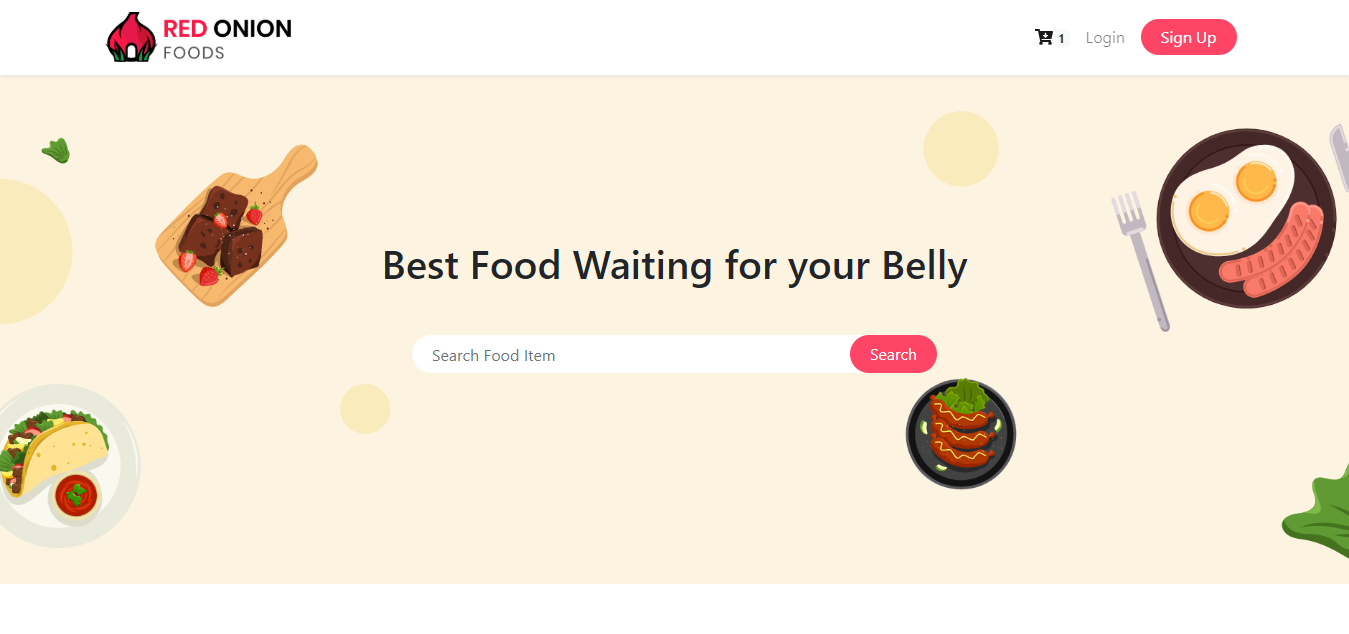 RED ONION
FOODS
1
Login
Sign Up
Best Food Waiting for your Belly
Search Food Item
Search